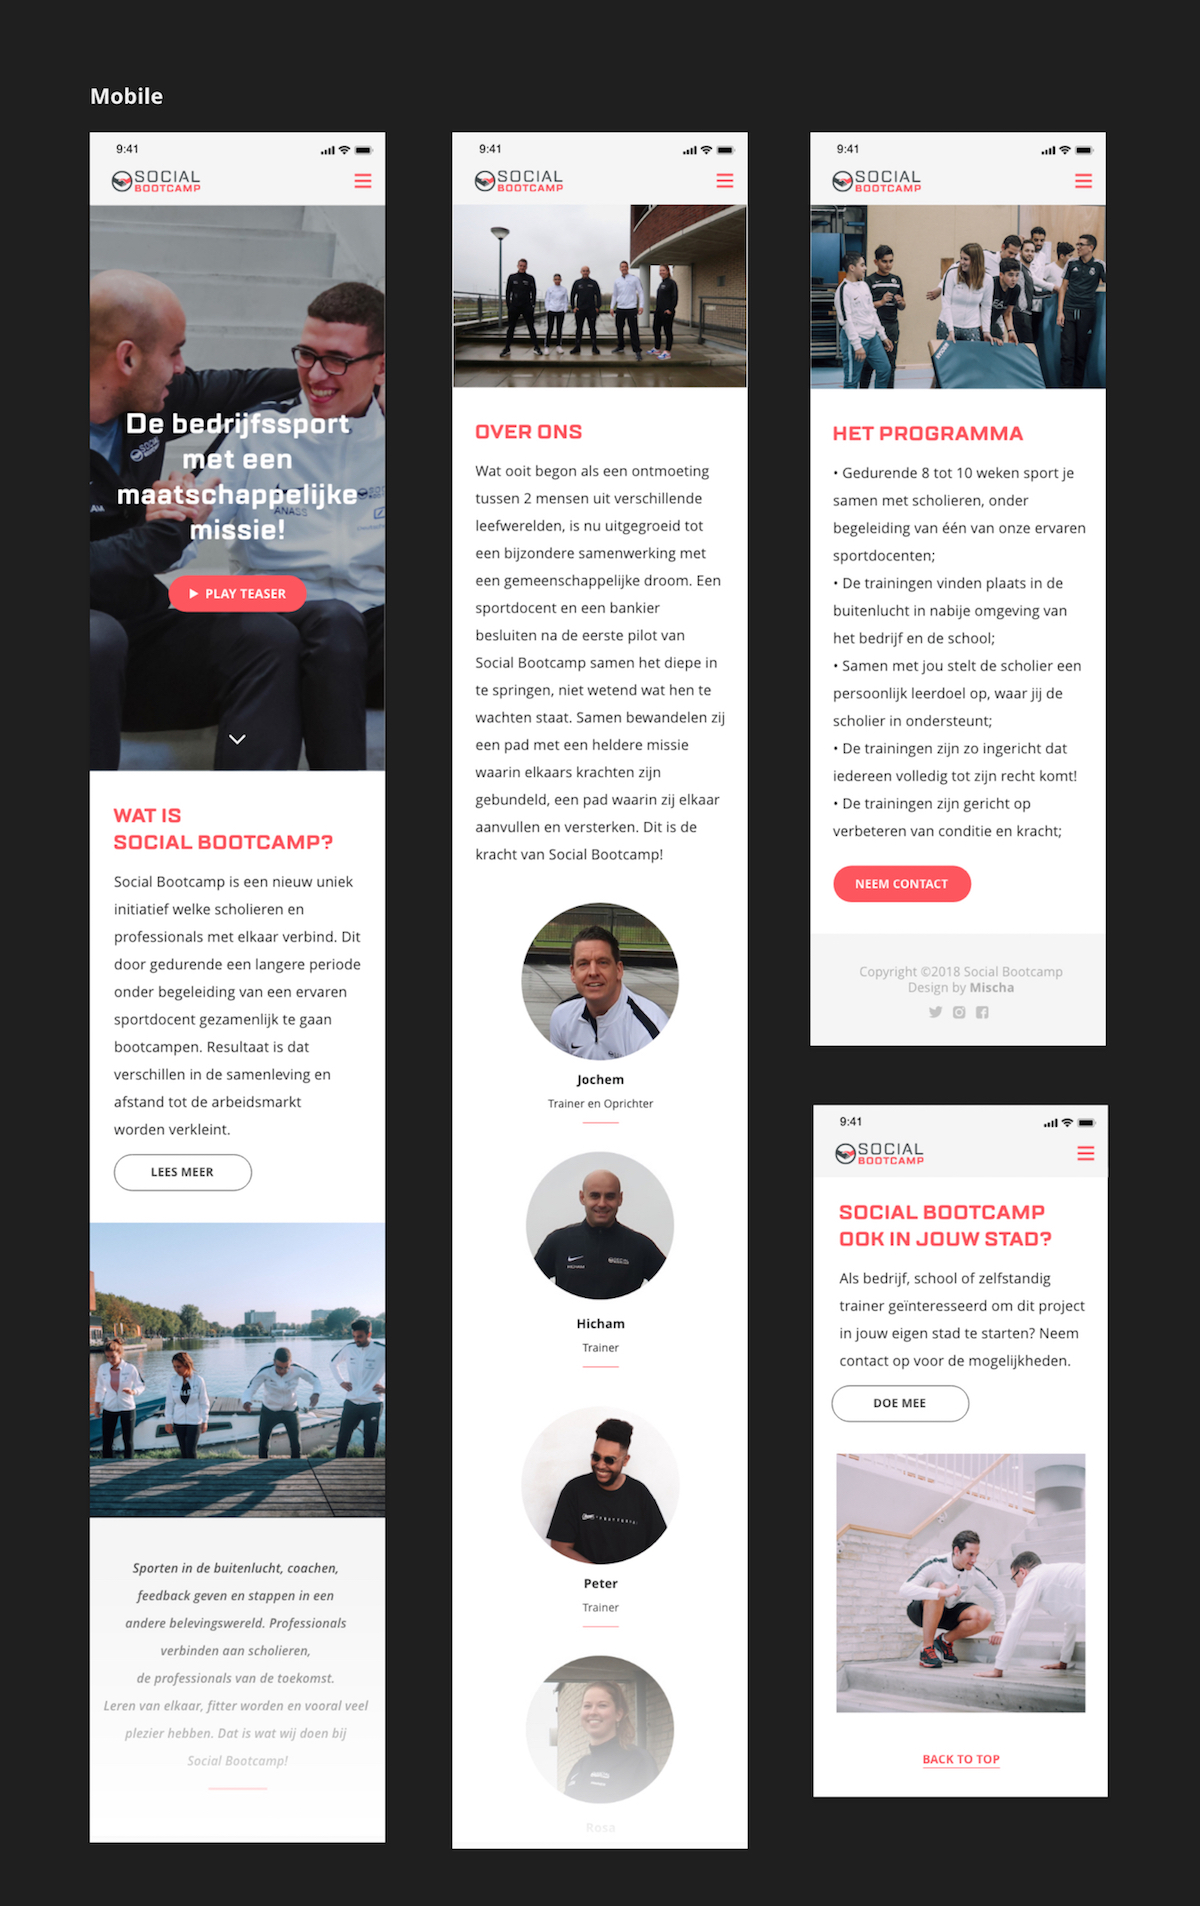 Mobile
9:41
SOCIAL
BOOTCAMP
De bedrijfssport
met een
maatschappelijke
missie!
ANASS
PLAY TEASER
WAT IS
SOCIAL BOOTCAMP?
Social Bootcamp is een nieuw uniek
initiatief welke scholieren en
professionals met elkaar verbind. Dit
door gedurende een langere periode
onder begeleiding van een ervaren
sportdocent gezamenlijk te gaan
bootcampen. Resultaat is dat
verschillen in de samenleving en
afstand tot de arbeidsmarkt
worden verkleint.
LEES MEER
Sporten in de buitenlucht, coachen,
feedback geven en stappen in een
andere belevingswereld. Professionals
verbinden aan scholieren,
de professionals van de toekomst.
Leren van elkaar, fitter worden en vooral veel
plezier hebben. Dat is wat wij doen bij
Social Bootcamp!
9:41
SOCIAL
BOOTCAMP
OVER ONS
Wat ooit begon als een ontmoeting
tussen 2 mensen uit verschillende
leefwerelden, is nu uitgegroeid tot
een bijzondere samenwerking met
een gemeenschappelijke droom. Een
sportdocent en een bankier
besluiten na de eerste pilot van
Social Bootcamp samen het diepe in
te springen, niet wetend wat hen te
wachten staat. Samen bewandelen zij
een pad met een heldere missie
waarin elkaars krachten zijn
gebundeld, een pad waarin zij elkaar
aanvullen en versterken. Dit is de
kracht van Social Bootcamp!
Jochem
Trainer en Oprichter
HICHAM
Hicham
Trainer
Peter
Trainer
Rosa
9:41
SOCIAL
BOOTCAMP
HET PROGRAMMA
• Gedurende 8 tot 10 weken sport je
samen met scholieren, onder
begeleiding van één van onze ervaren
sportdocenten;
• De trainingen vinden plaats in de
buitenlucht in nabije omgeving van
het bedrijf en de school;
• Samen met jou stelt de scholier een
persoonlijk leerdoel op, waar jij de
scholier in ondersteunt;
• De trainingen zijn zo ingericht dat
iedereen volledig tot zijn recht komt!
• De trainingen zijn gericht op
verbeteren van conditie en kracht;
NEEM CONTACT
Copyright ©2018 Social Bootcamp
Design by Mischa
9:41
SOCIAL
BOOTCAMP
SOCIAL BOOTCAMP
OOK IN JOUW STAD?
Als bedrijf, school of zelfstandig
trainer geïnteresseerd om dit project
in jouw eigen stad te starten? Neem
contact op voor de mogelijkheden.
DOE MEE
BACK TO TOP